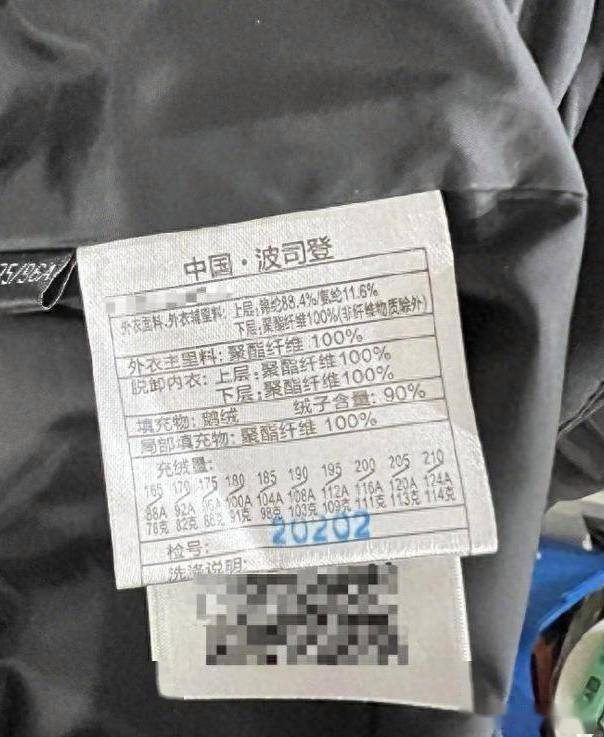 75/96A
中国·波司登
外衣面料、外衣辅里料: 上层:锦纶88.4%/氨纶11.6%
下层:聚酯纤维100%(非纤维物质除外)
外衣主里料: 聚酯纤维 100%
脱卸内衣: 上层:聚酯纤维100%
下层:聚酯纤维100%
填充物: 鹅绒 绒子含量: 90%
局部填充物: 聚酯纤维 100%
充绒量:
165 170 175 180 185 190 195 200 205 210
88A 92A 96A 100A 104A 108A 112A 116A 120A 124A
78克 82克 86克 91克 98克 103克 109克 111克 113克 114克
20202
检号:
洗涤说明: